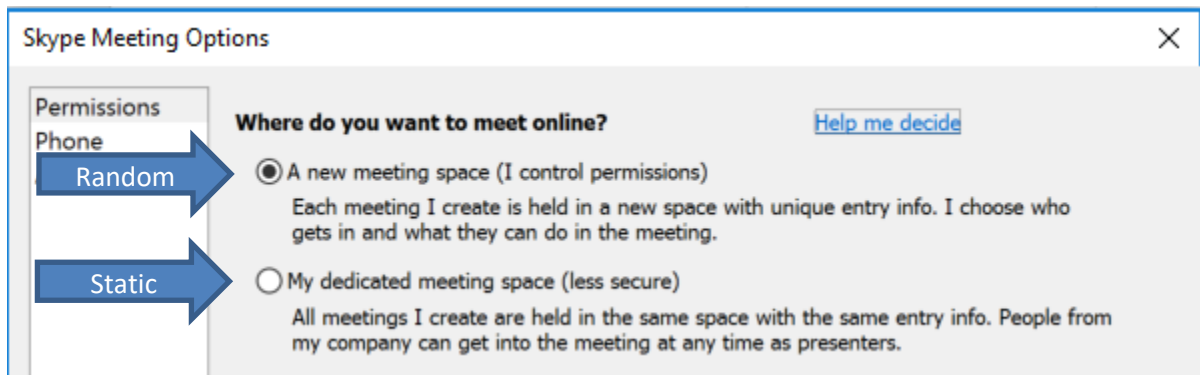 Skype Meeting Options
Permissions
Phone
Where do you want to meet online?
Help me decide
Random
A new meeting space (I control permissions)
Each meeting I create is held in a new space with unique entry info. I choose who
gets in and what they can do in the meeting.
Static
My dedicated meeting space (less secure)
All meetings I create are held in the same space with the same entry info. People from
my company can get into the meeting at any time as presenters.